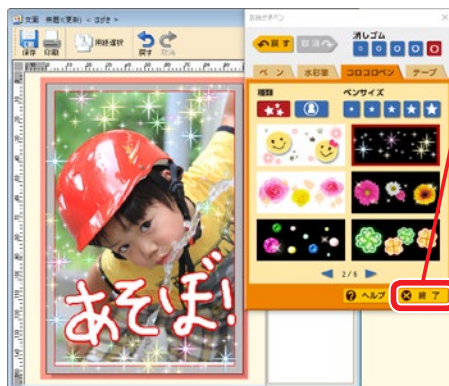 文面 無題1(更新) < はがき >
保存
印刷
用紙選択
戻す
取消
お絵かきペン
戻す
取消
消しゴム
ペン
水彩筆
コロコロペン
テープ
種類
ペンサイズ
あそぼ!
2/6
ヘルプ
終了